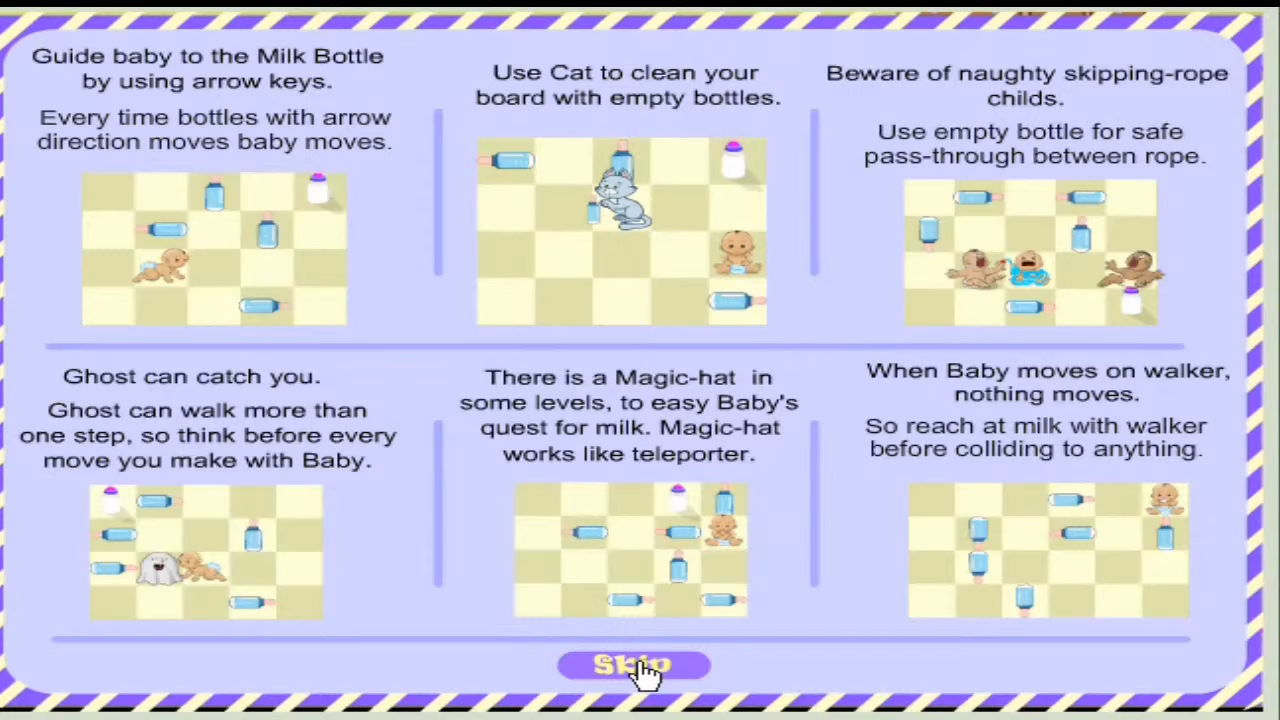 Guide baby to the Milk Bottle
by using arrow keys.
Every time bottles with arrow
direction moves baby moves.
Use Cat to clean your
board with empty bottles.
Beware of naughty skipping-rope
childs.
Use empty bottle for safe
pass-through between rope.
Ghost can catch you.
Ghost can walk more than
one step, so think before every
move you make with Baby.
There is a Magic-hat in
some levels, to easy Baby's
quest for milk. Magic-hat
works like teleporter.
When Baby moves on walker,
nothing moves.
So reach at milk with walker
before colliding to anything.
Skip